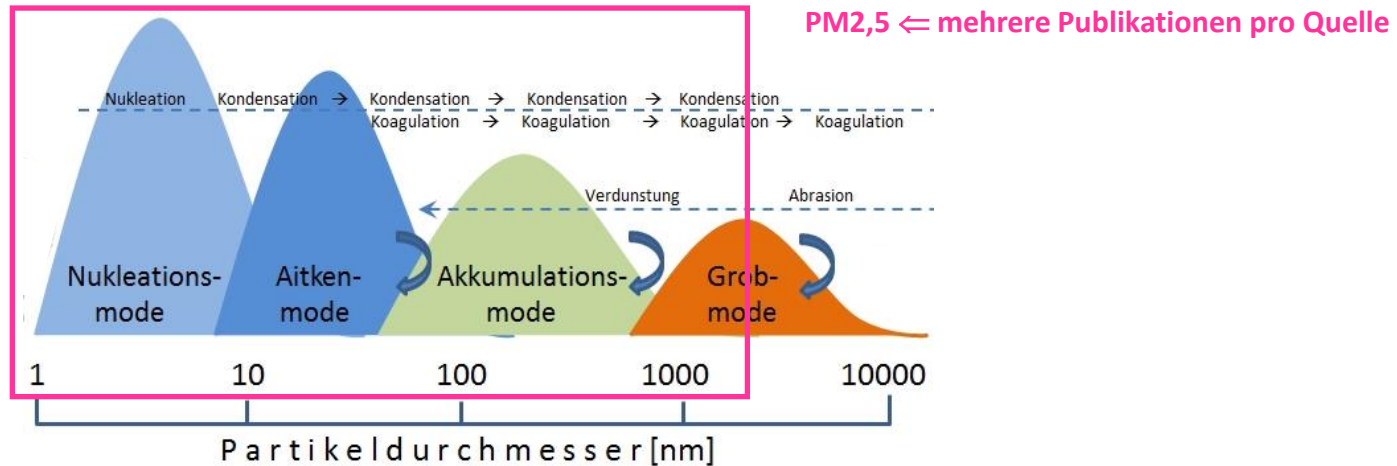 PM2,5 ⇐ mehrere Publikationen pro Quelle
Nukleation Kondensation → Kondensation → Kondensation → Kondensation
Koagulation → Koagulation → Koagulation → Koagulation
Verdunstung Abrasion
Nukleations-
mode
Aitken-
mode
Akkumulations-
mode
Grob-
mode
1 10 100 1000 10000
Partikeldurchmesser [nm]